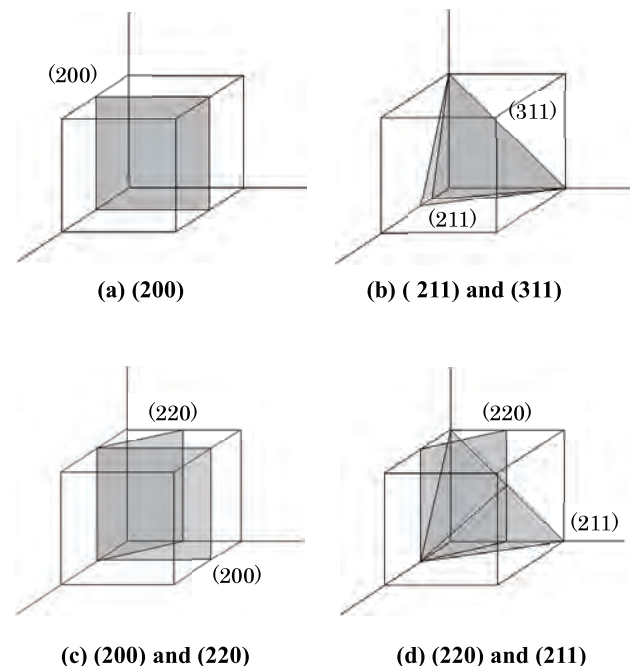 (200)
(311)
(211)
(a) (200)
(b) ( 211) and (311)
(220)
(200)
(220)
(211)
(c) (200) and (220)
(d) (220) and (211)